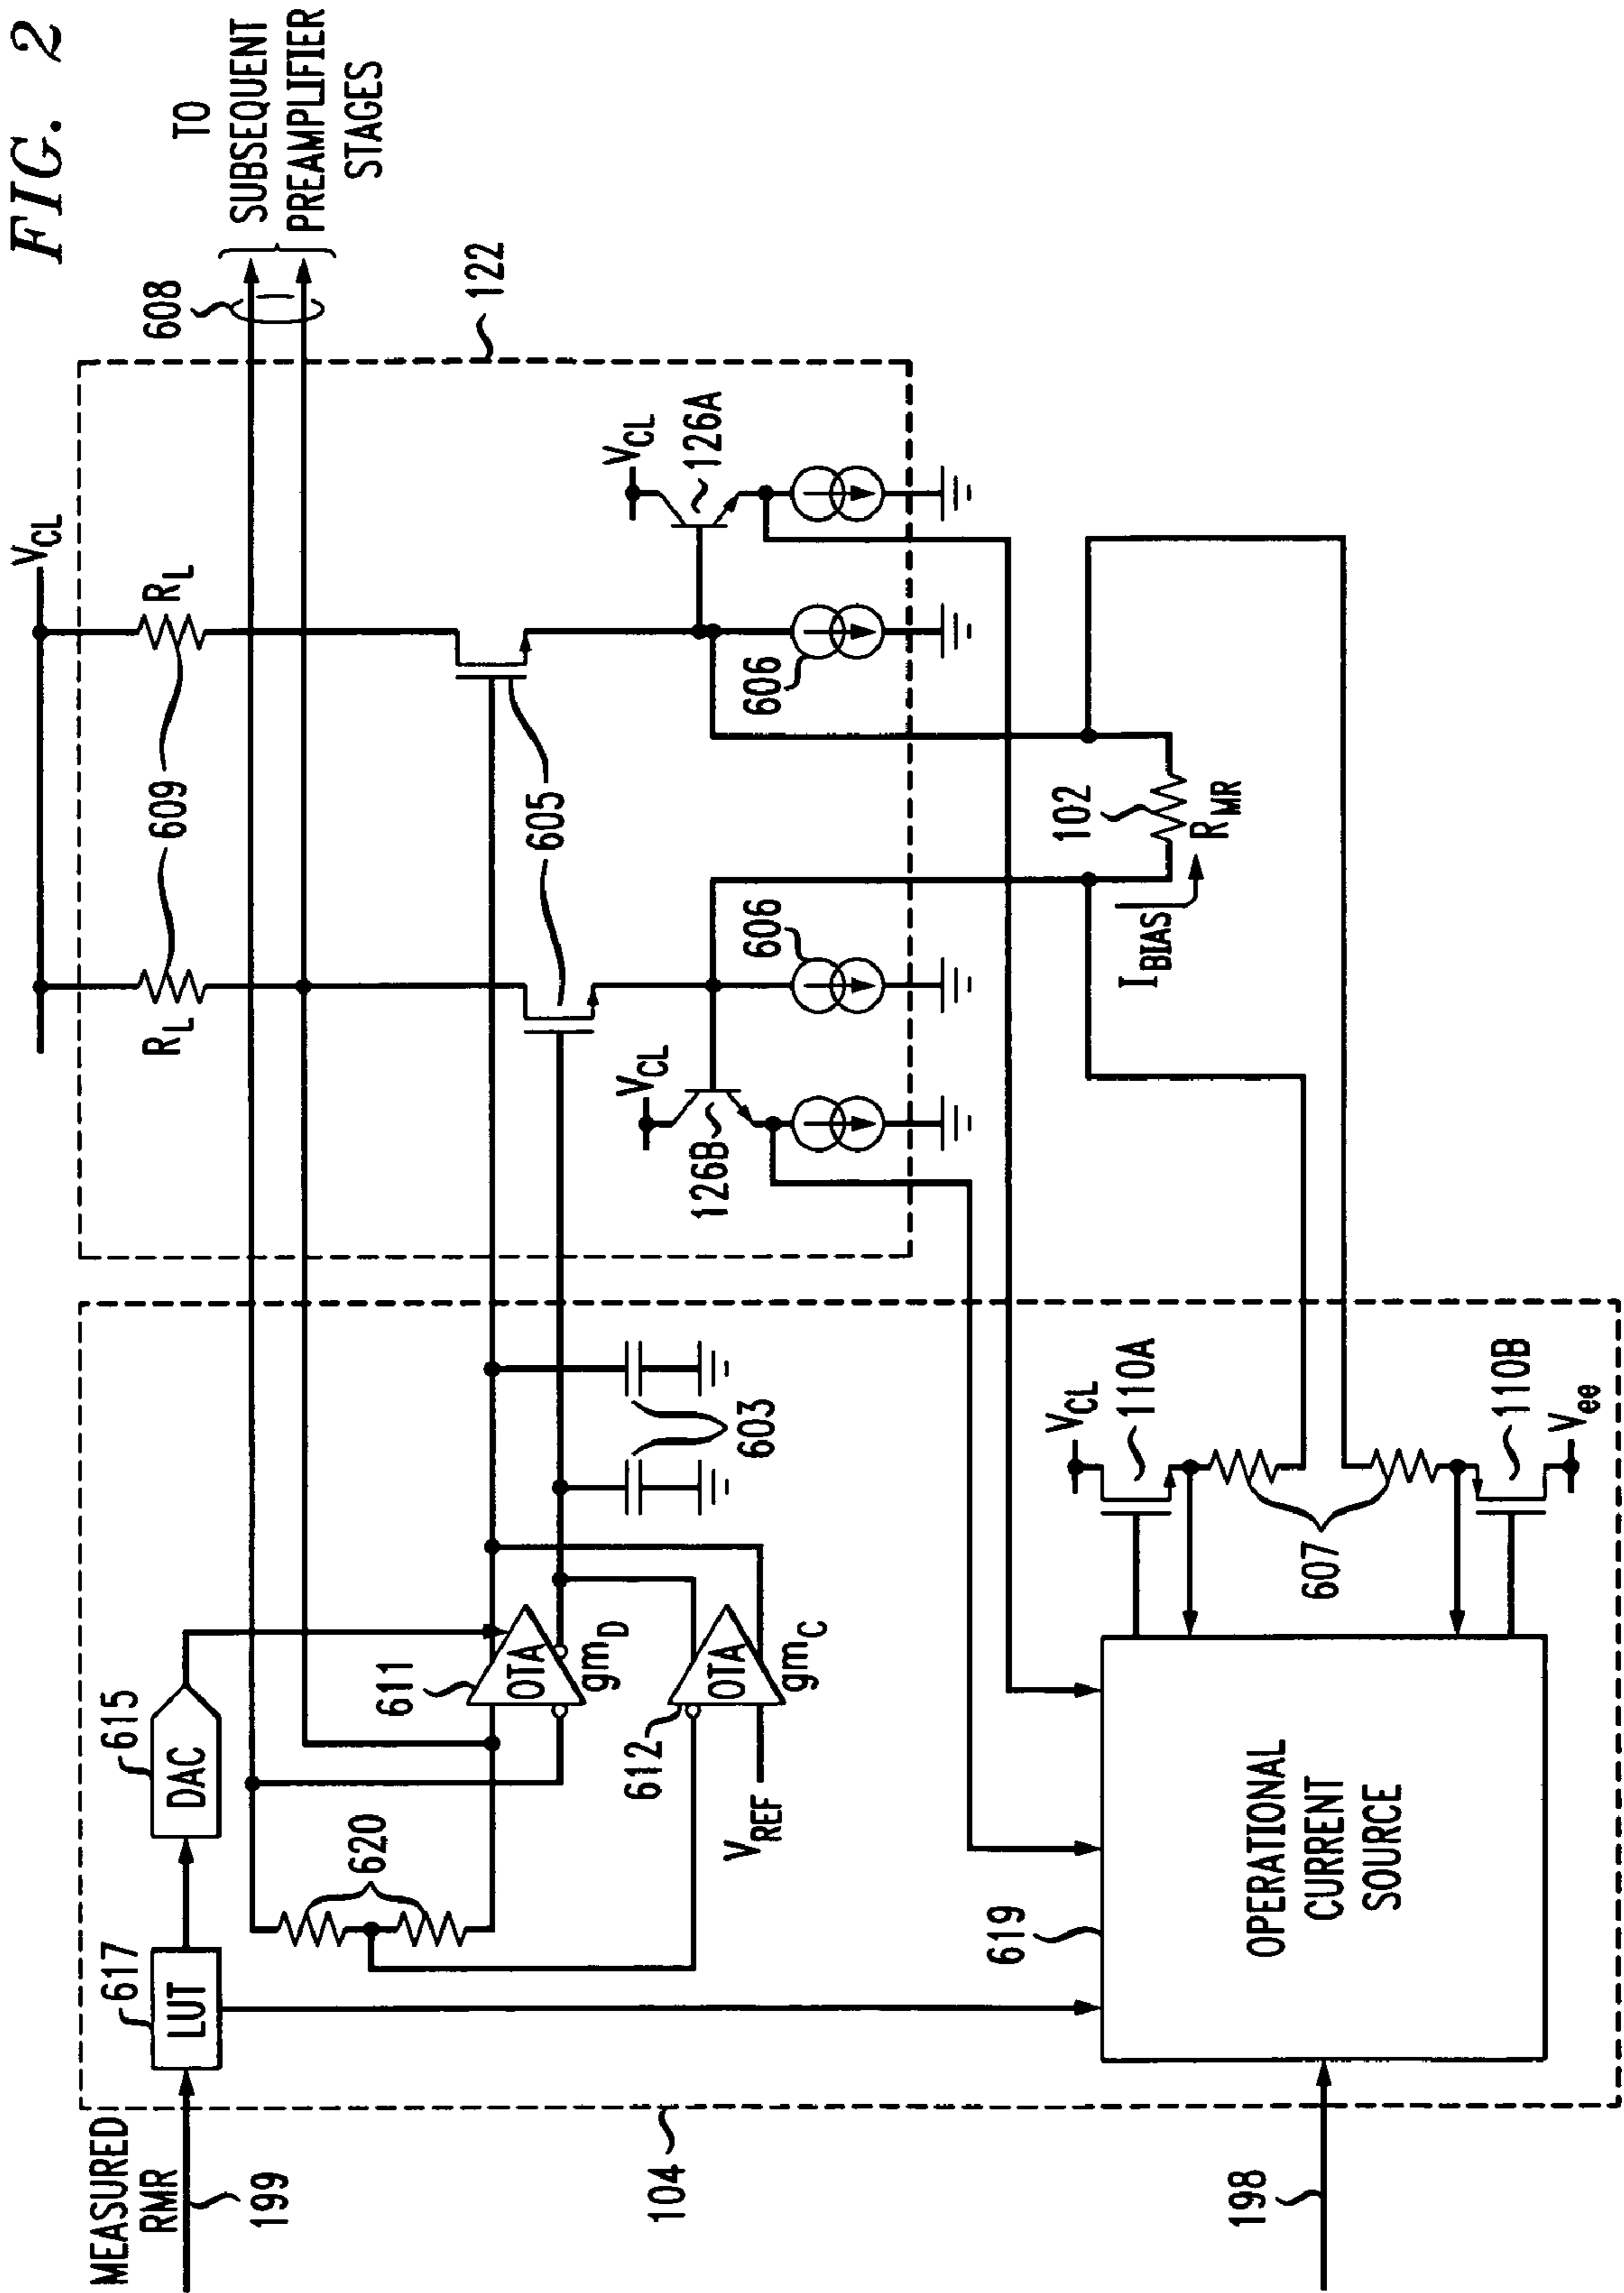 FIG. 2
TO
SUBSEQUENT
PREAMPLIFIER
STAGES
608
122
V_CL
R_L
R_L
609
605
V_CL
126A
606
606
V_CL
126B
102
R_MR
I_BIAS
MEASURED
RMR
199
617
LUT
615
DAC
620
611
OTA
gm_D
612
OTA
gm_C
V_REF
603
104
619
OPERATIONAL
CURRENT
SOURCE
198
V_CL
110A
607
110B
V_ee